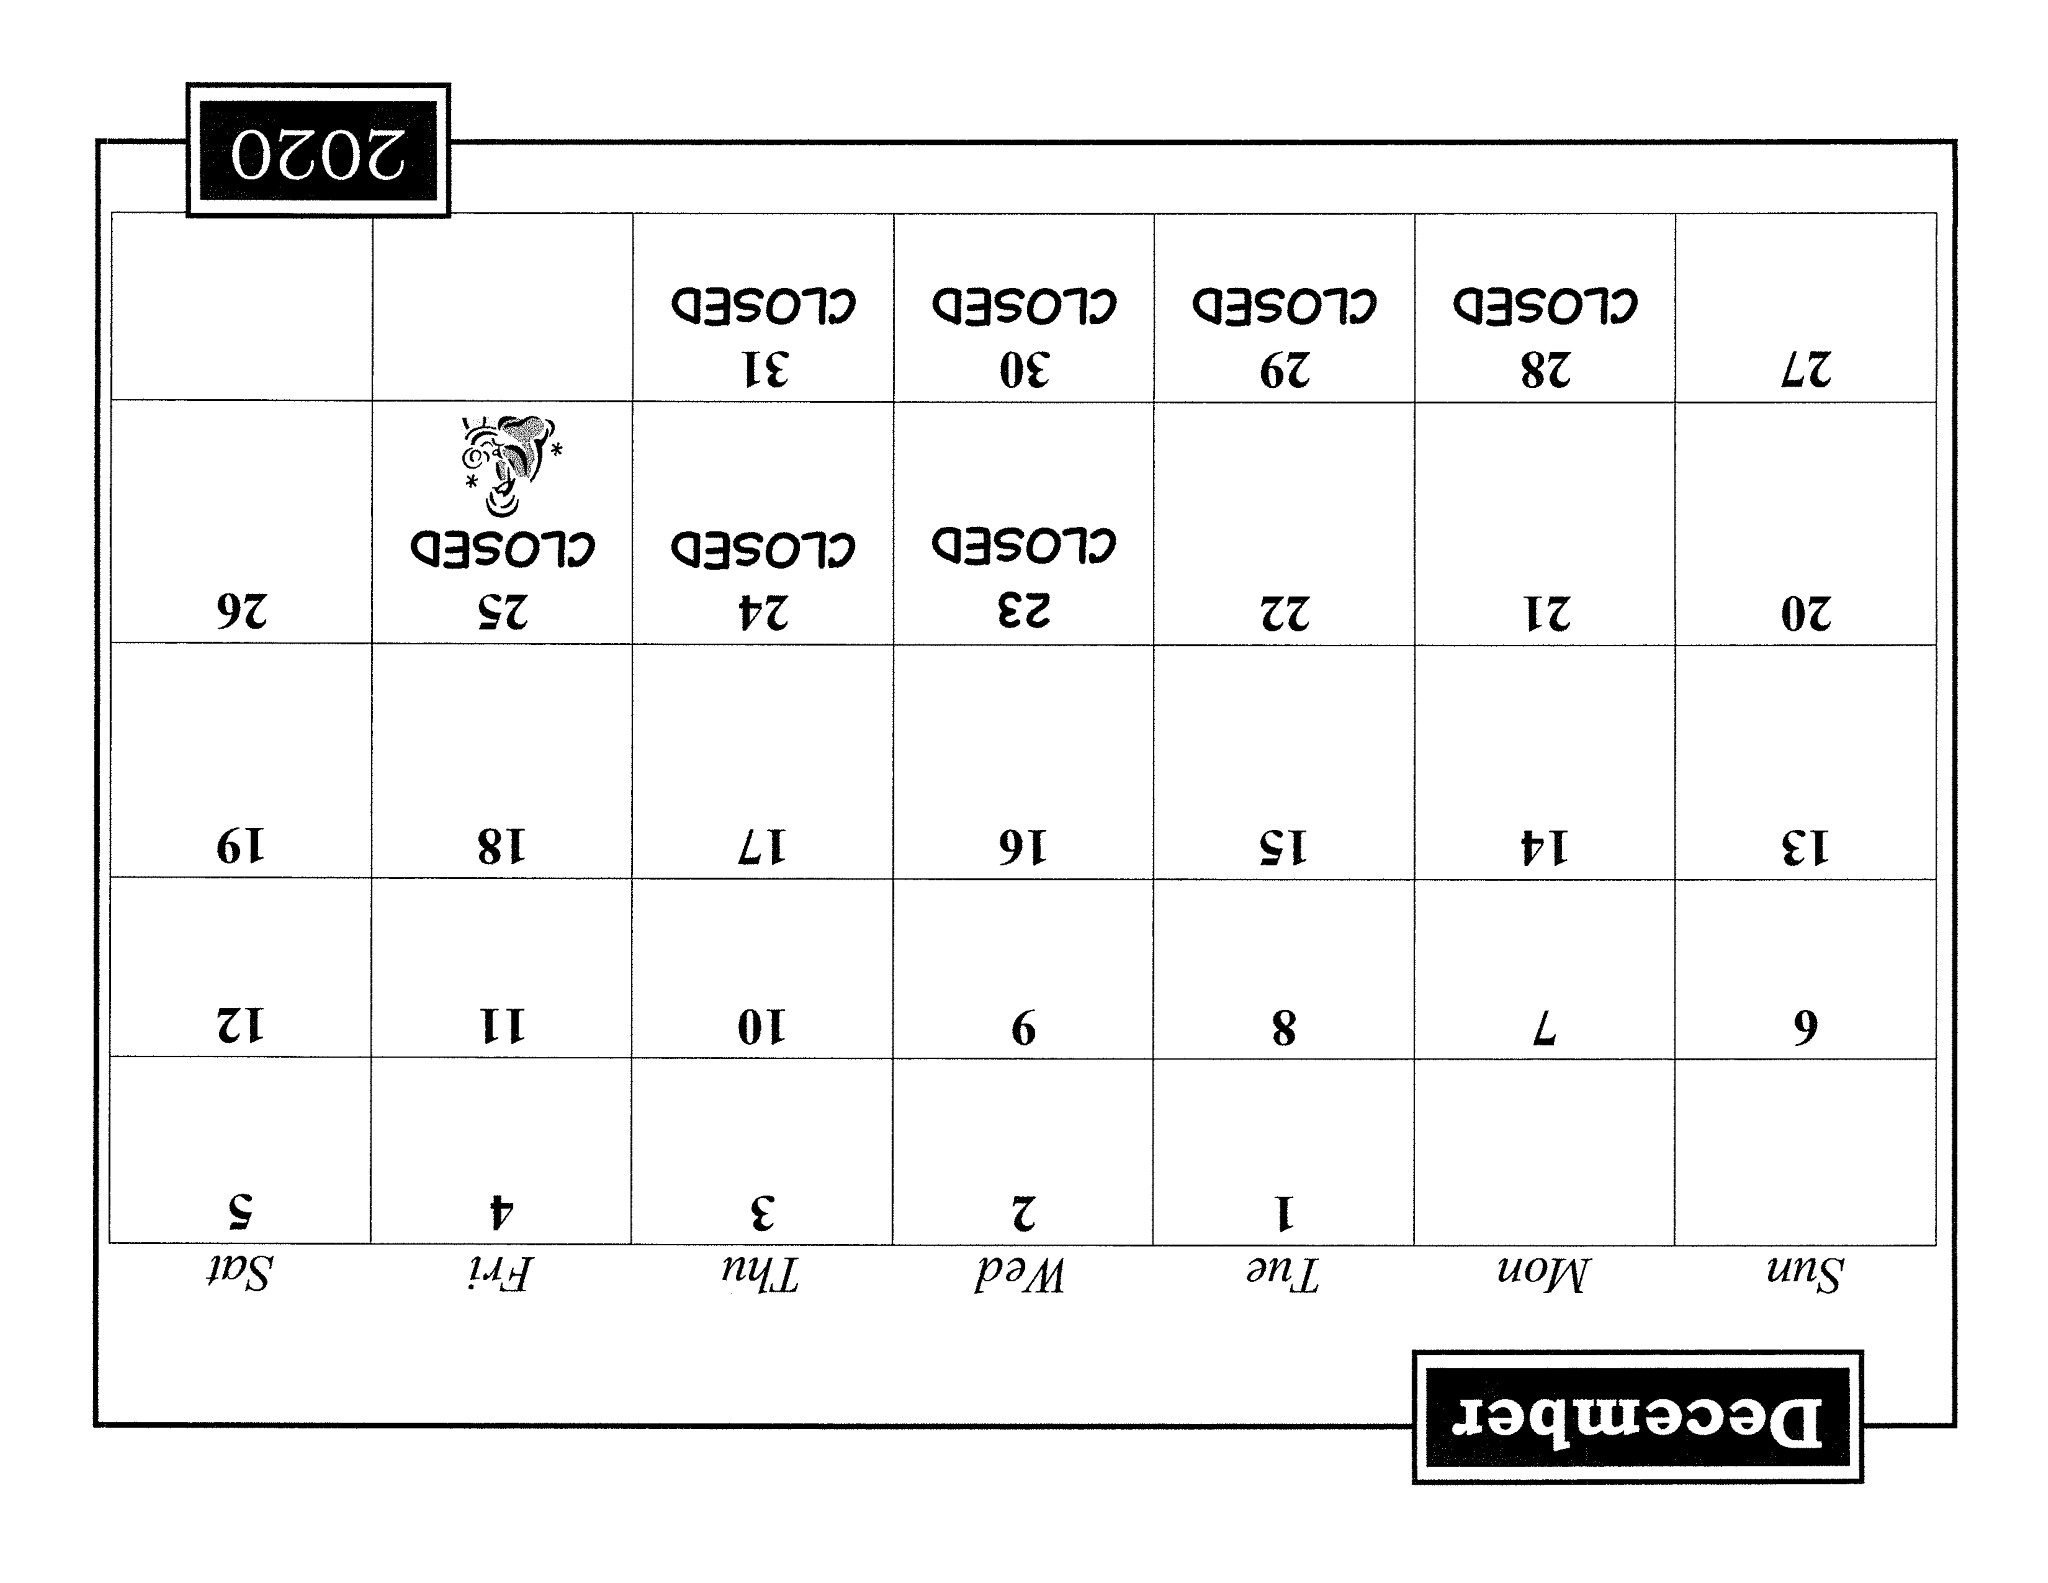 December
Sun Mon Tue Wed Thu Fri Sat
1 2 3 4 5
6 7 8 9 10 11 12
13 14 15 16 17 18 19
20 21 22 23 24 25 26
CLOSED CLOSED CLOSED
27 28 29 30 31
CLOSED CLOSED CLOSED CLOSED
2020